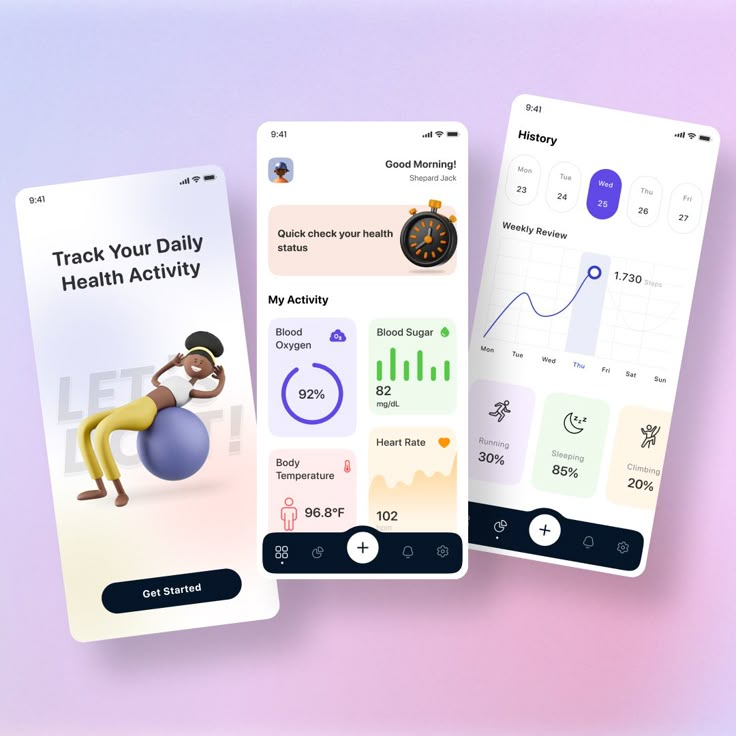 9:41
Track Your Daily
Health Activity
LET'S
DO IT!
Get Started
9:41
Good Morning!
Shepard Jack
Quick check your health
status
My Activity
Blood
Oxygen
O₂
92%
Blood Sugar
82
mg/dL
Body
Temperature
96.8°F
Heart Rate
102
9:41
History
Mon
23
Tue
24
Wed
25
Thu
26
Fri
27
Weekly Review
1.730 Steps
Mon Tue Wed Thu Fri Sat Sun
Running
30%
z z z
Sleeping
85%
Climbing
20%